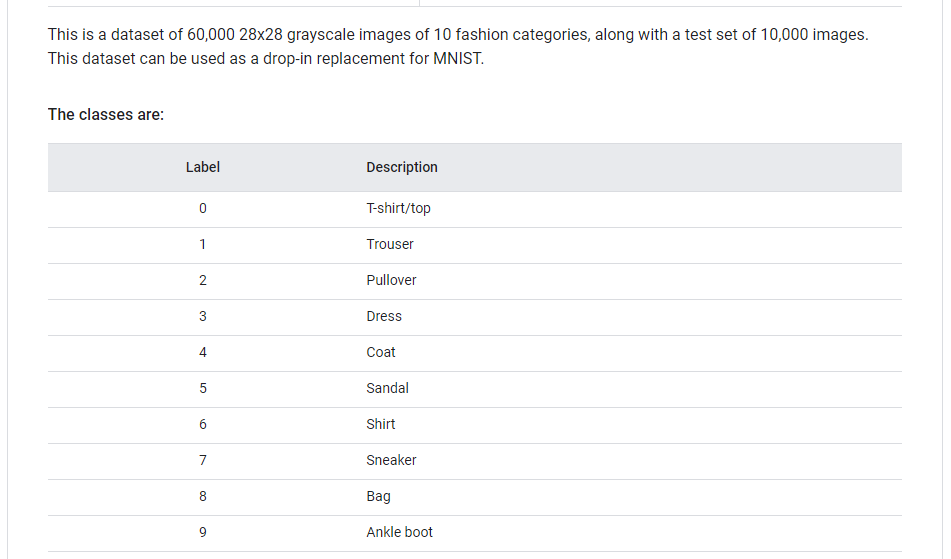 This is a dataset of 60,000 28x28 grayscale images of 10 fashion categories, along with a test set of 10,000 images.
This dataset can be used as a drop-in replacement for MNIST.
The classes are:
Label Description
0 T-shirt/top
1 Trouser
2 Pullover
3 Dress
4 Coat
5 Sandal
6 Shirt
7 Sneaker
8 Bag
9 Ankle boot